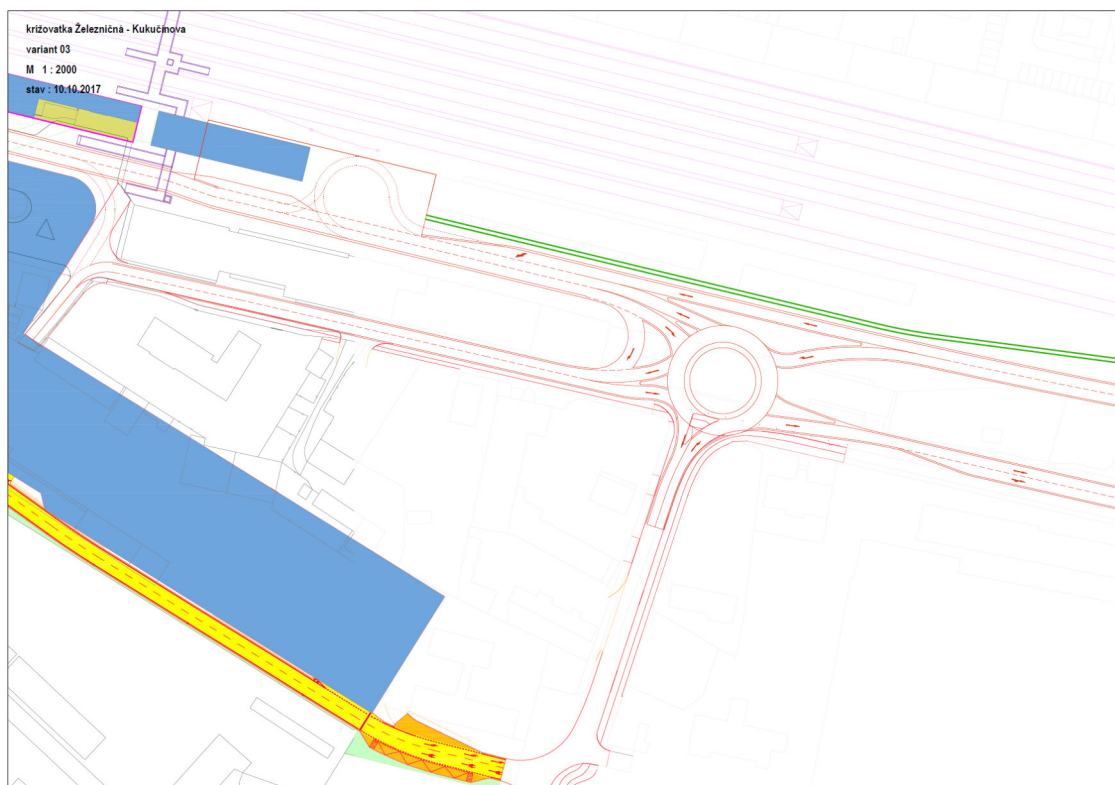 križovatka Železničná - Kukučínova
variant 03
M 1 : 2000
stav : 10.10.2017